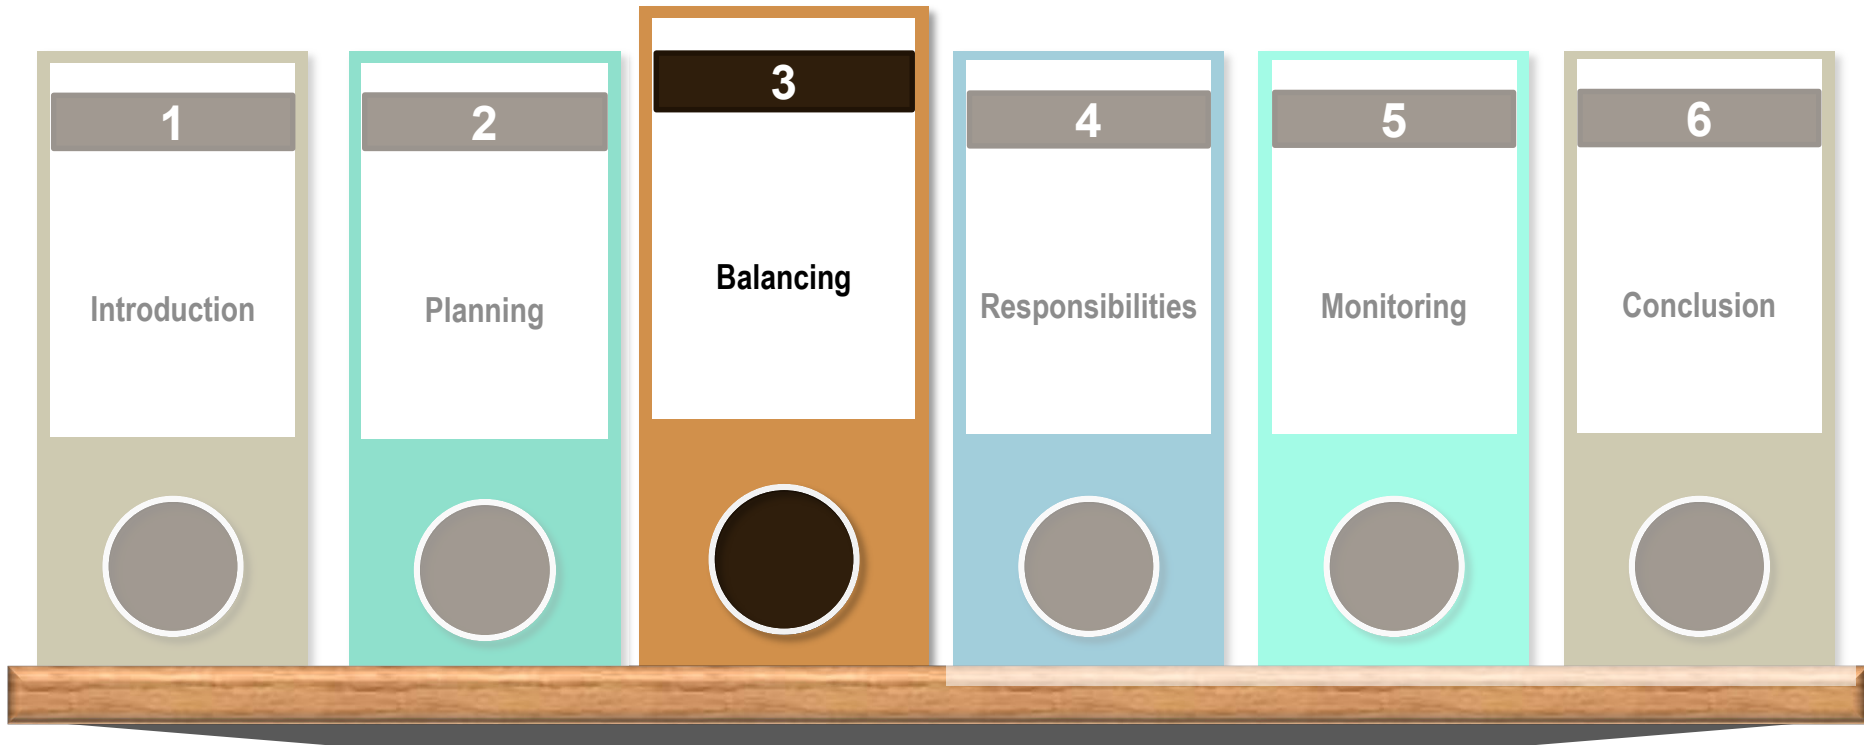 1
Introduction
2
Planning
3
Balancing
4
Responsibilities
5
Monitoring
6
Conclusion